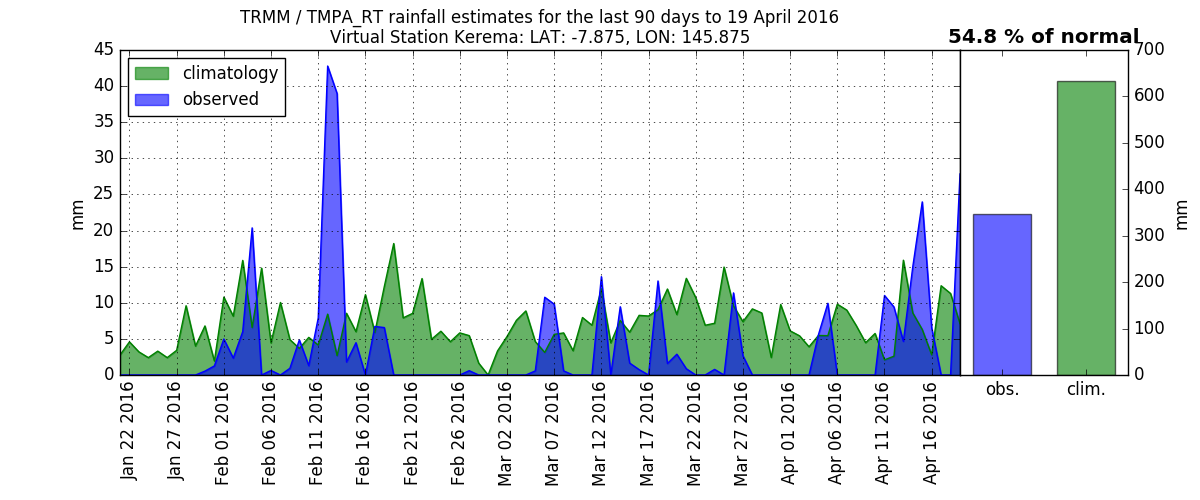 TRMM / TMPA_RT rainfall estimates for the last 90 days to 19 April 2016
Virtual Station Kerema: LAT: -7.875, LON: 145.875
54.8 % of normal
climatology
observed
45
40
35
30
25
20
15
10
5
0
mm
Jan 22 2016
Jan 27 2016
Feb 01 2016
Feb 06 2016
Feb 11 2016
Feb 16 2016
Feb 21 2016
Feb 26 2016
Mar 02 2016
Mar 07 2016
Mar 12 2016
Mar 17 2016
Mar 22 2016
Mar 27 2016
Apr 01 2016
Apr 06 2016
Apr 11 2016
Apr 16 2016
obs.
clim.
700
600
500
400
300
200
100
0
mm